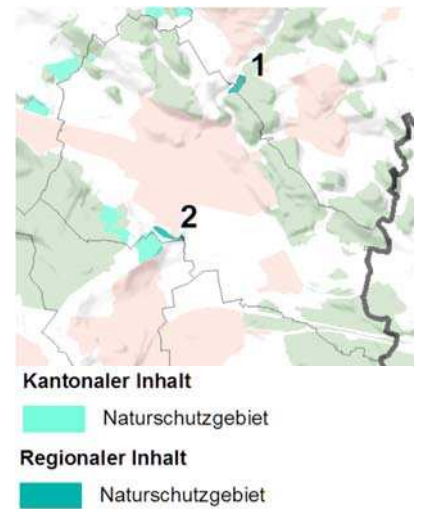 1
2
Kantonaler Inhalt
Naturschutzgebiet
Regionaler Inhalt
Naturschutzgebiet